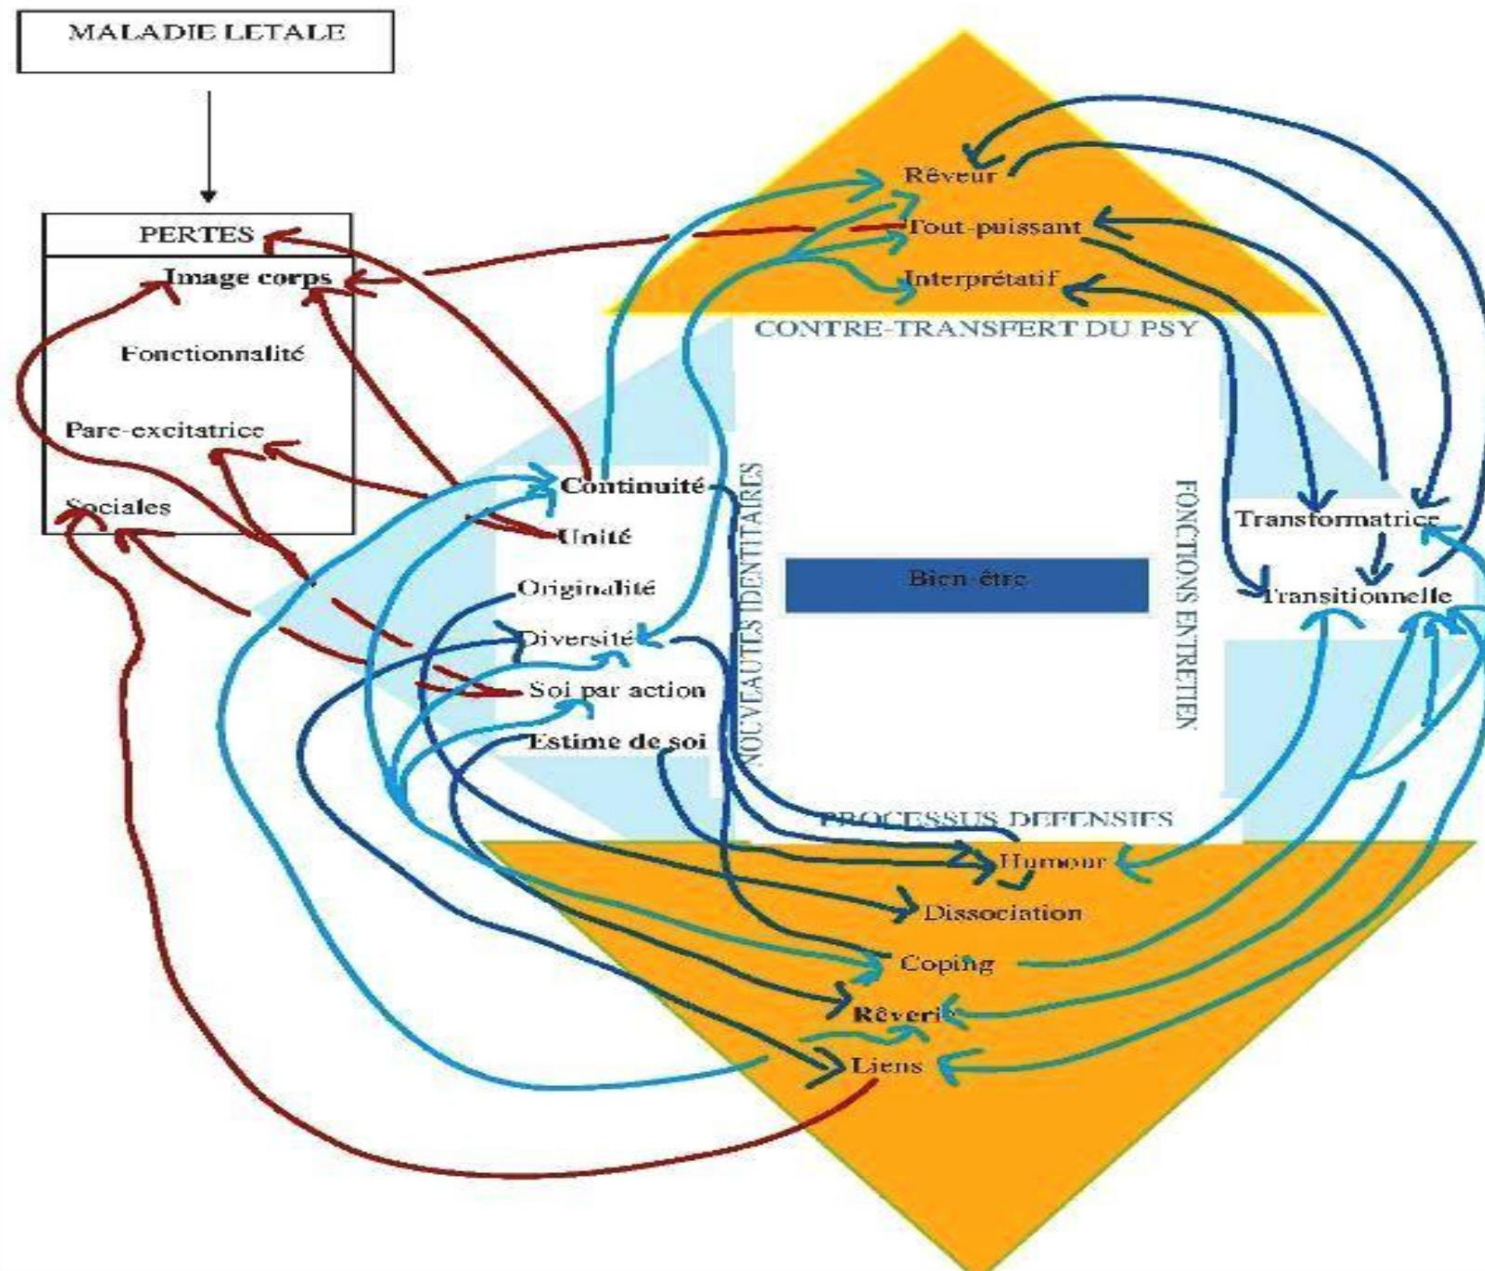 MALADIE LETALE
PERTES
Image corps
Fonctionnalité
Pare-excitatrice
Sociales
Rêveur
Tout-puissant
Interprétatif
CONTRE-TRANSFERT DU PSY
NOUVEAUTES IDENTITAIRES
Continuité
Unité
Originalité
Diversité
Soi par action
Estime de soi
Bien-être
FONCTIONS ENTRETIEN
Transformatrice
Transitionnelle
PROCESSUS DEFENSIFS
Humour
Dissociation
Coping
Rêverie
Liens